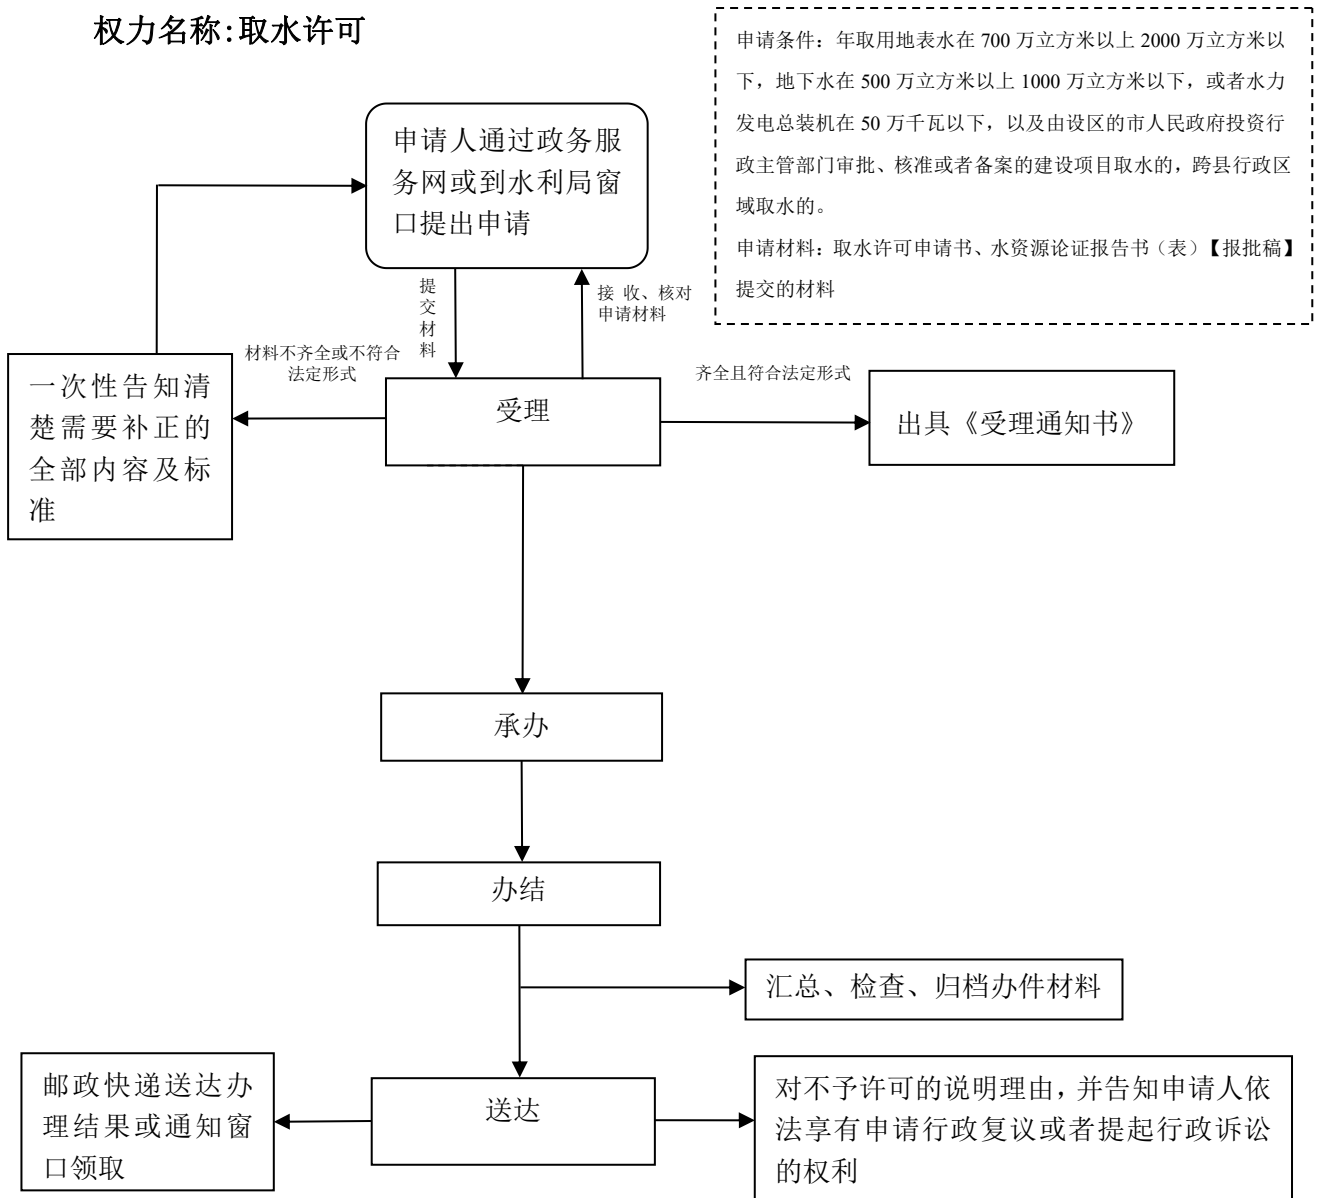 权力名称:取水许可
申请条件：年取用地表水在 700 万立方米以上 2000 万立方米以
下，地下水在 500 万立方米以上 1000 万立方米以下，或者水力
发电总装机在 50 万千瓦以下，以及由设区的市人民政府投资行
政主管部门审批、核准或者备案的建设项目取水的，跨县行政区
域取水的。
申请材料：取水许可申请书、水资源论证报告书（表）【报批稿】
提交的材料
申请人通过政务服
务网或到水利局窗
口提出申请
提
交
材
料
接 收、核对
申请材料
材料不齐全或不符合
法定形式
齐全且符合法定形式
一次性告知清
楚需要补正的
全部内容及标
准
受理
出具《受理通知书》
承办
办结
汇总、检查、归档办件材料
邮政快递送达办
理结果或通知窗
口领取
送达
对不予许可的说明理由，并告知申请人依
法享有申请行政复议或者提起行政诉讼
的权利